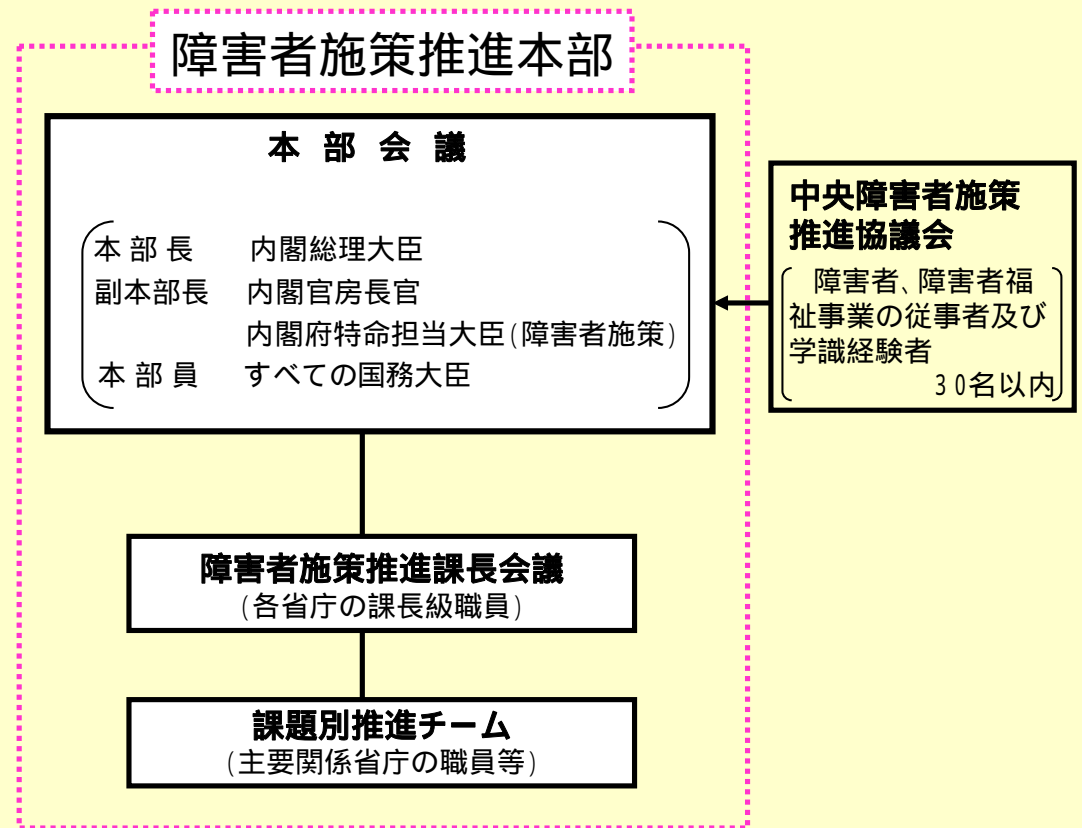 障害者施策推進本部
本 部 会 議
本 部 長 内閣総理大臣
副本部長 内閣官房長官
内閣府特命担当大臣(障害者施策)
本 部 員 すべての国務大臣
中央障害者施策
推進協議会
障害者、障害者福
祉事業の従事者及び
学識経験者
30名以内
障害者施策推進課長会議
(各省庁の課長級職員)
課題別推進チーム
(主要関係省庁の職員等)